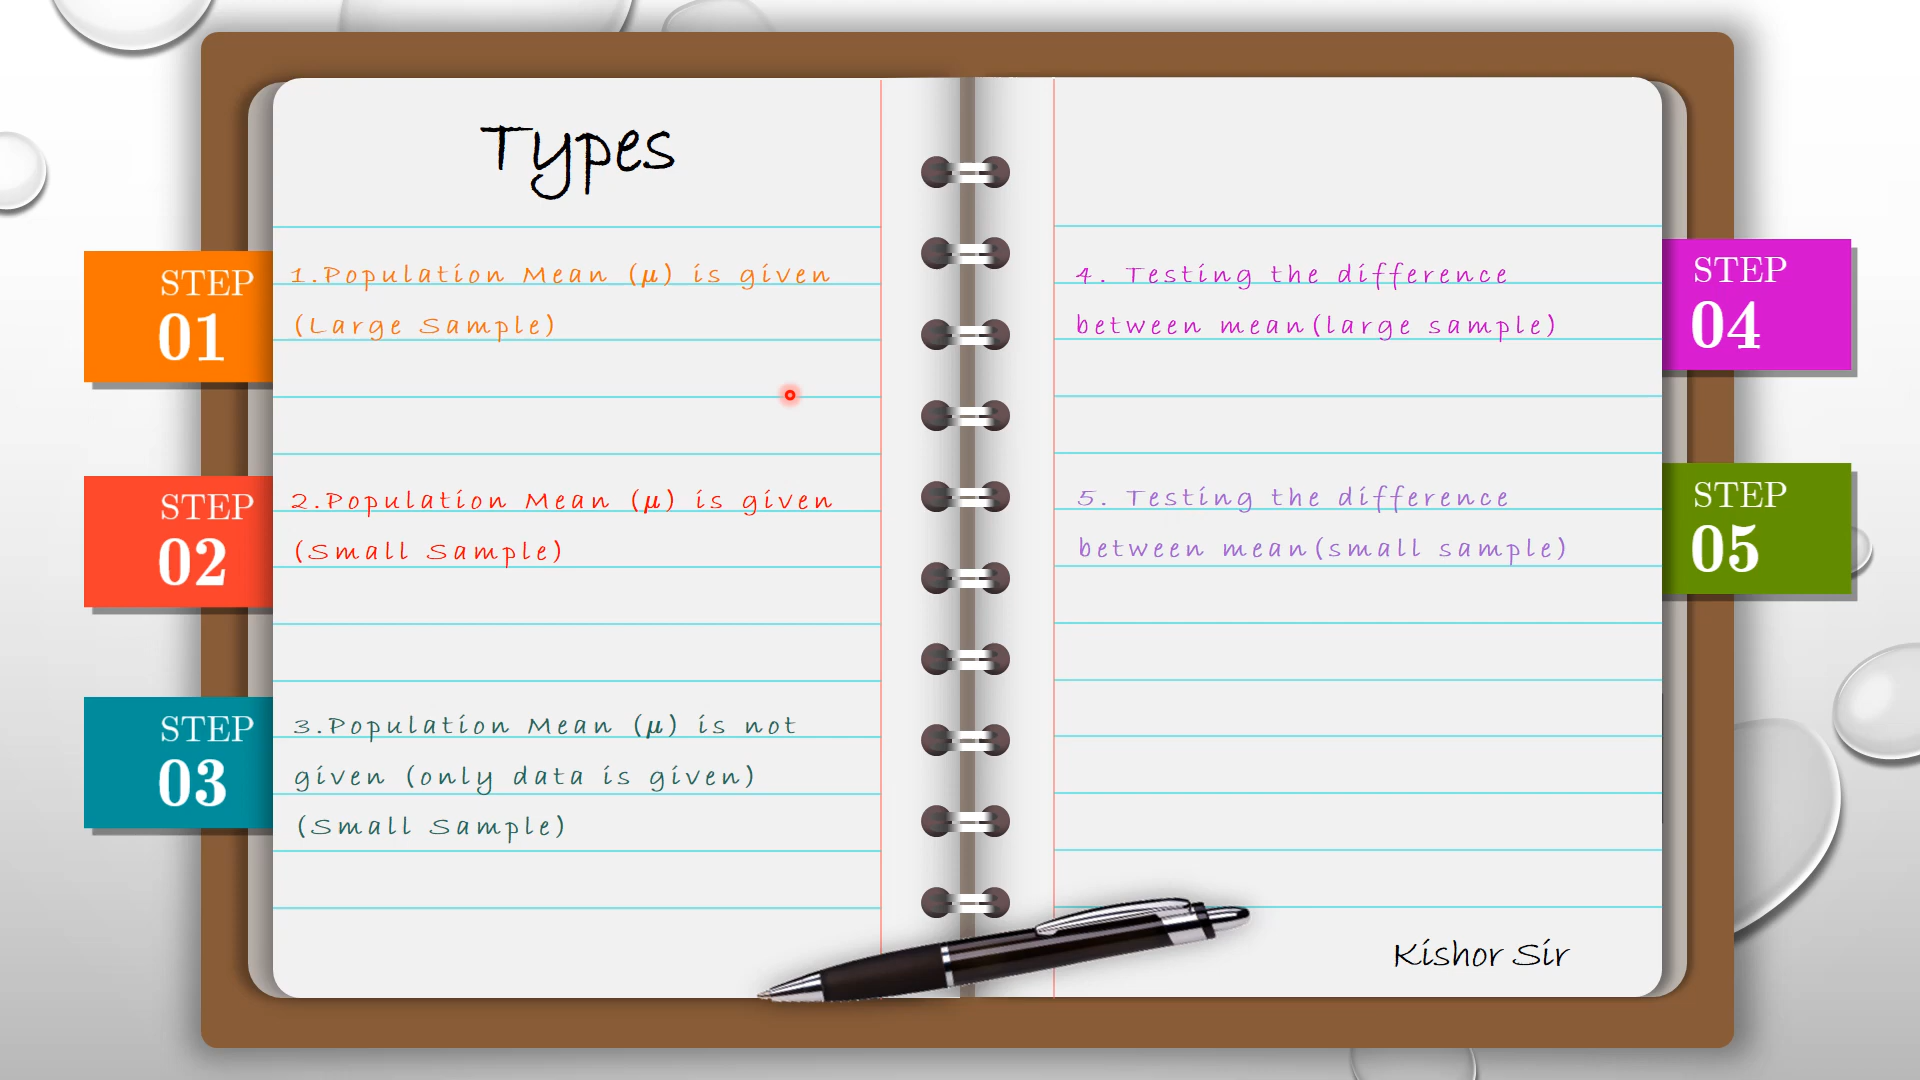 Types
STEP
01
1.Population Mean (μ) is given
(Large Sample)
STEP
02
2.Population Mean (μ) is given
(Small Sample)
STEP
03
3.Population Mean (μ) is not
given (only data is given)
(Small Sample)
4. Testing the difference
between mean(large sample)
STEP
04
5. Testing the difference
between mean(small sample)
STEP
05
Kishor Sir